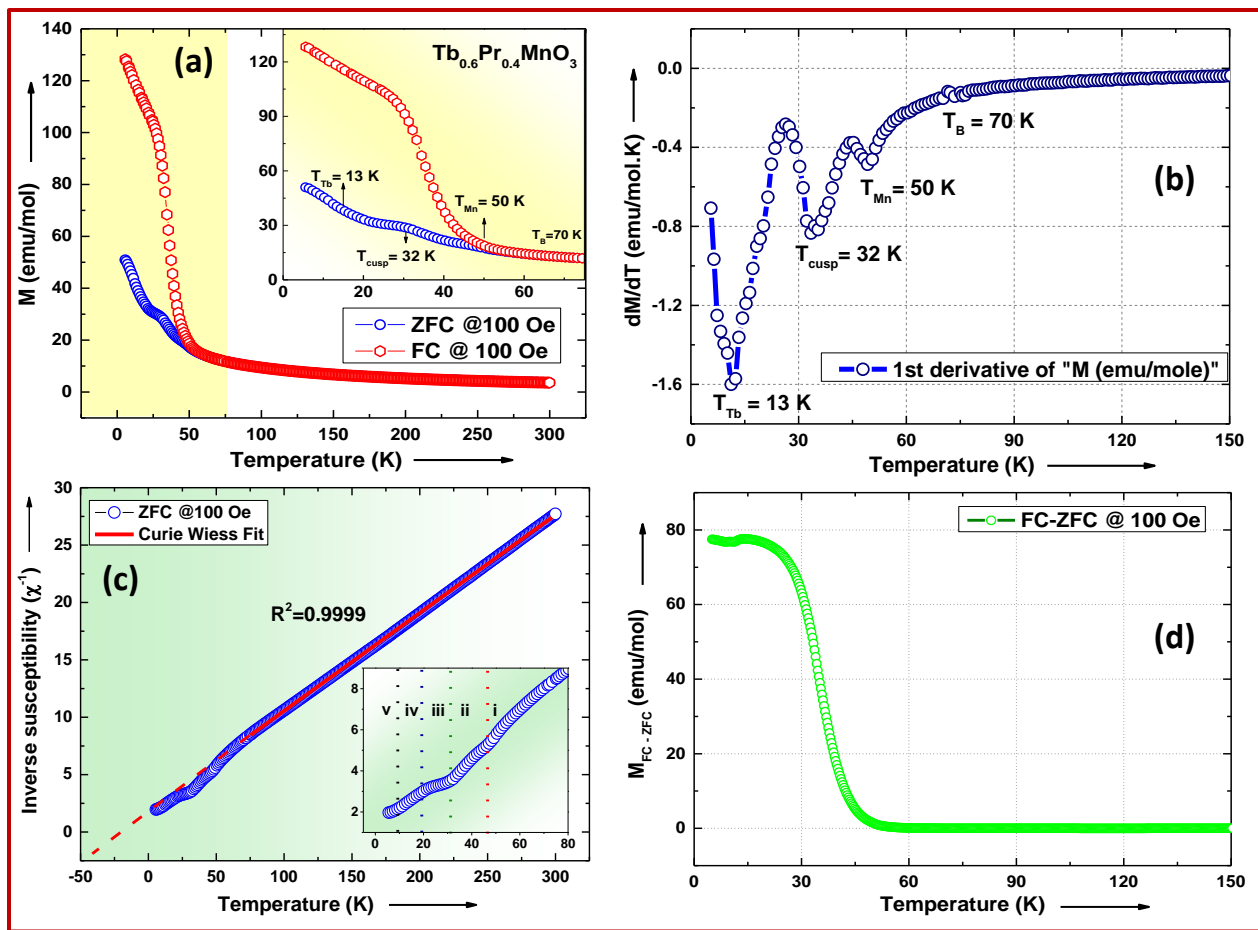 (a)
Tb0.6Pr0.4MnO3
M (emu/mol)
140
120
100
80
60
40
20
0
120
90
60
30
0
TTb= 13 K
TMn= 50 K
TB= 70 K
Tcusp= 32 K
0 20 40 60
ZFC @100 Oe
FC @ 100 Oe
0 50 100 150 200 250 300
Temperature (K)
(b)
dM/dT (emu/mol.K)
0.0
-0.4
-0.8
-1.2
-1.6
TB = 70 K
TMn = 50 K
Tcusp= 32 K
1st derivative of "M (emu/mole)"
TTb = 13 K
0 30 60 90 120 150
Temperature (K)
(c)
Inverse susceptibility (χ-1)
30
25
20
15
10
5
0
ZFC @100 Oe
Curie Wiess Fit
R2=0.9999
8
6
4
2
v iv iii ii i
0 20 40 60 80
-50 0 50 100 150 200 250 300
Temperature (K)
(d)
MFC - ZFC (emu/mol)
80
60
40
20
0
FC-ZFC @ 100 Oe
0 30 60 90 120 150
Temperature (K)